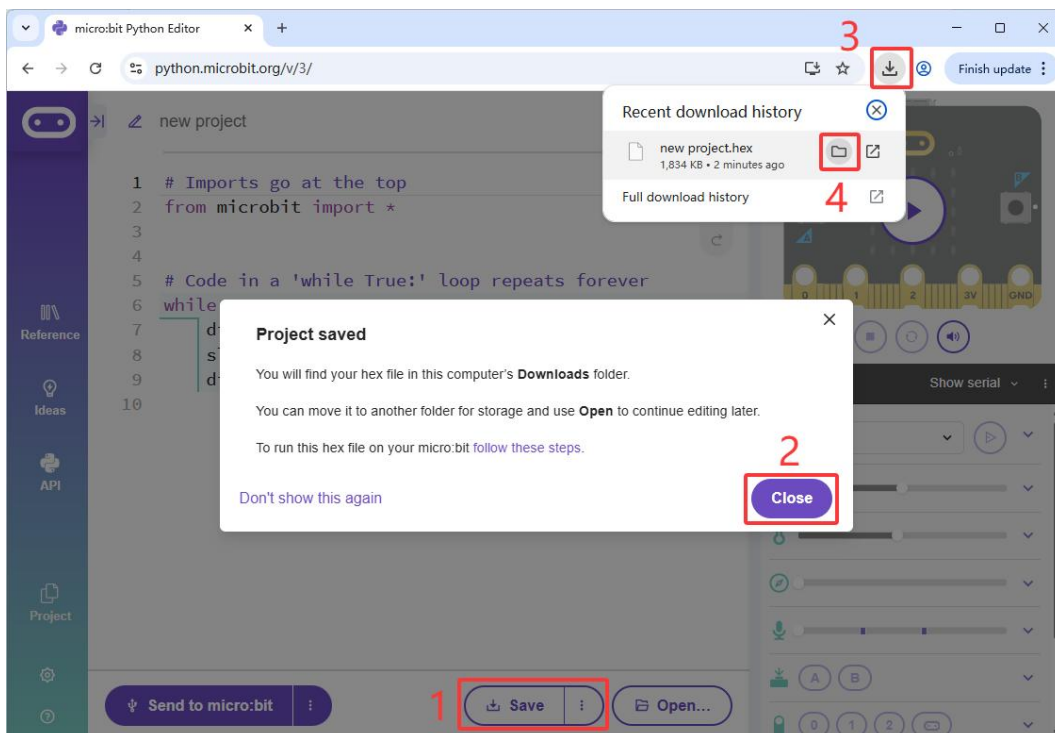 micro:bit Python Editor
python.microbit.org/v/3/
3
Finish update
Recent download history
new project.hex
1,834 KB • 2 minutes ago
4
Full download history
new project
1 # Imports go at the top
2 from microbit import *
3
4
5 # Code in a 'while True:' loop repeats forever
6 while
7 d
8 s
9 d
10
Reference
Ideas
API
Project
0 1 2 3V GND
Show serial
Project saved
You will find your hex file in this computer's Downloads folder.
You can move it to another folder for storage and use Open to continue editing later.
To run this hex file on your micro:bit follow these steps.
2
Don't show this again
Close
A B
0 1 2
1
Send to micro:bit
Save
Open...